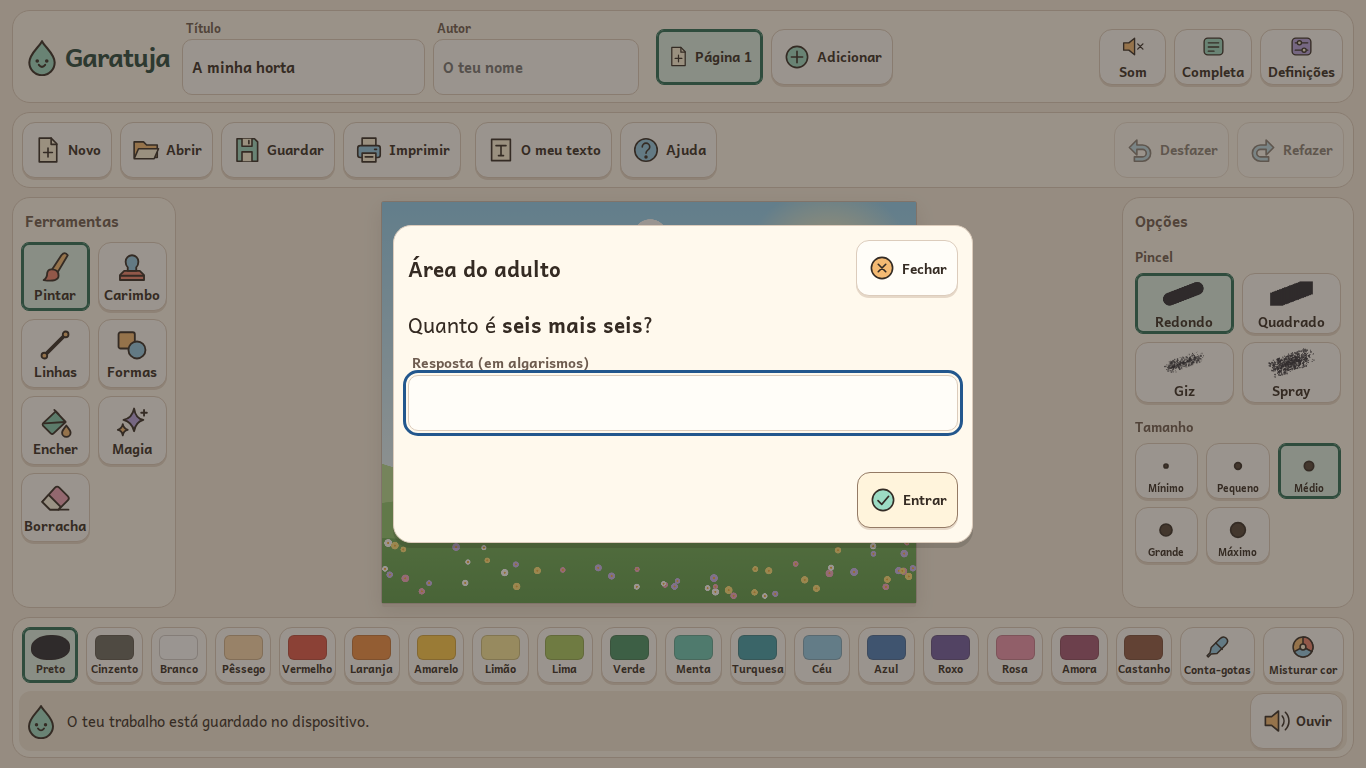 Garatuja
Título
A minha horta
Autor
O teu nome
Página 1
Adicionar
Som
Completa
Definições
Novo
Abrir
Guardar
Imprimir
O meu texto
Ajuda
Desfazer
Refazer
Ferramentas
Pintar
Carimbo
Linhas
Formas
Encher
Magia
Borracha
Área do adulto
Fechar
Quanto é seis mais seis?
Resposta (em algarismos)
Entrar
Opções
Pincel
Redondo
Quadrado
Giz
Spray
Tamanho
Mínimo
Pequeno
Médio
Grande
Máximo
Preto
Cinzento
Branco
Pêssego
Vermelho
Laranja
Amarelo
Limão
Lima
Verde
Menta
Turquesa
Céu
Azul
Roxo
Rosa
Amora
Castanho
Conta-gotas
Misturar cor
O teu trabalho está guardado no dispositivo.
Ouvir